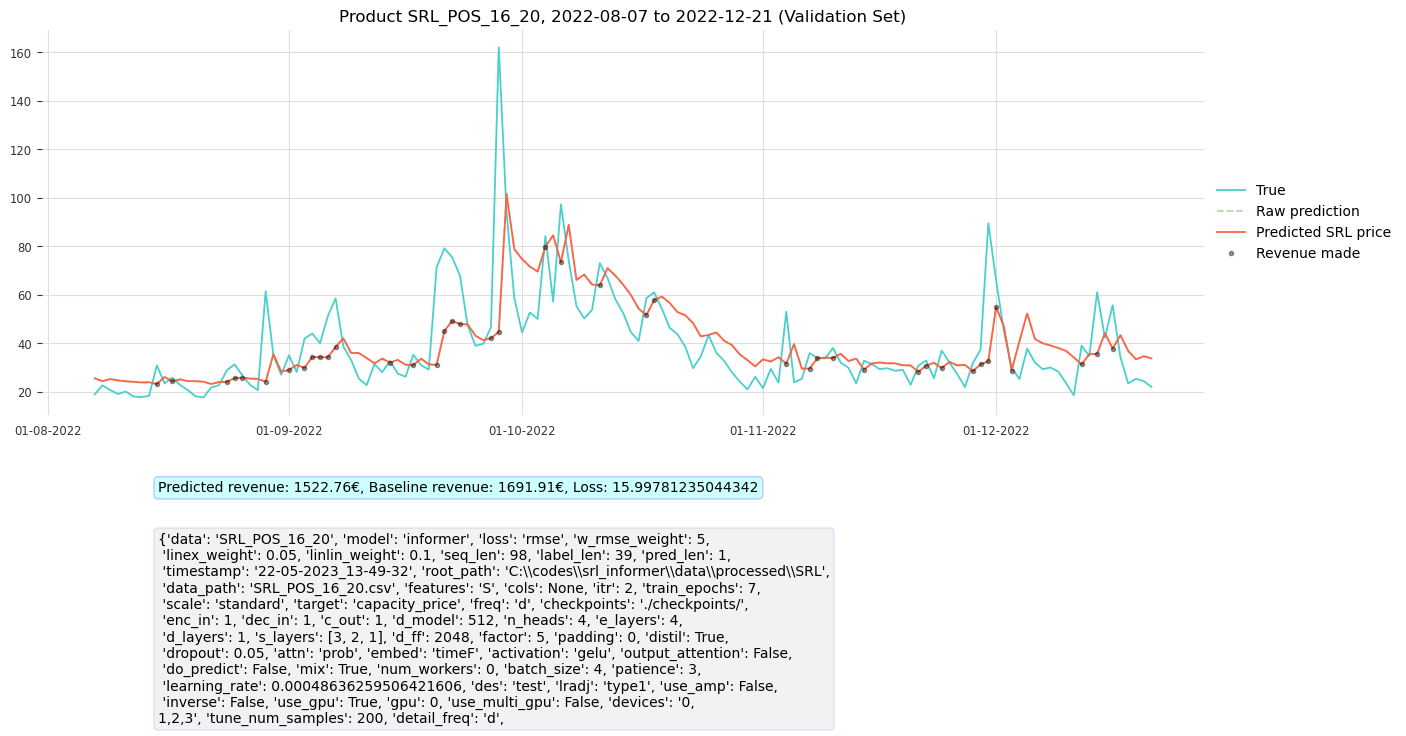 Product SRL_POS_16_20, 2022-08-07 to 2022-12-21 (Validation Set)
160
140
120
100
80
60
40
20
01-08-2022
01-09-2022
01-10-2022
01-11-2022
01-12-2022
True
Raw prediction
Predicted SRL price
Revenue made
Predicted revenue: 1522.76€, Baseline revenue: 1691.91€, Loss: 15.99781235044342
{'data': 'SRL_POS_16_20', 'model': 'informer', 'loss': 'rmse', 'w_rmse_weight': 5,
'linex_weight': 0.05, 'linlin_weight': 0.1, 'seq_len': 98, 'label_len': 39, 'pred_len': 1,
'timestamp': '22-05-2023_13-49-32', 'root_path': 'C:\\codes\\srl_informer\\data\\processed\\SRL',
'data_path': 'SRL_POS_16_20.csv', 'features': 'S', 'cols': None, 'itr': 2, 'train_epochs': 7,
'scale': 'standard', 'target': 'capacity_price', 'freq': 'd', 'checkpoints': './checkpoints/',
'enc_in': 1, 'dec_in': 1, 'c_out': 1, 'd_model': 512, 'n_heads': 4, 'e_layers': 4,
'd_layers': 1, 's_layers': [3, 2, 1], 'd_ff': 2048, 'factor': 5, 'padding': 0, 'distil': True,
'dropout': 0.05, 'attn': 'prob', 'embed': 'timeF', 'activation': 'gelu', 'output_attention': False,
'do_predict': False, 'mix': True, 'num_workers': 0, 'batch_size': 4, 'patience': 3,
'learning_rate': 0.00048636259506421606, 'des': 'test', 'lradj': 'type1', 'use_amp': False,
'inverse': False, 'use_gpu': True, 'gpu': 0, 'use_multi_gpu': False, 'devices': '0,
1,2,3', 'tune_num_samples': 200, 'detail_freq': 'd',